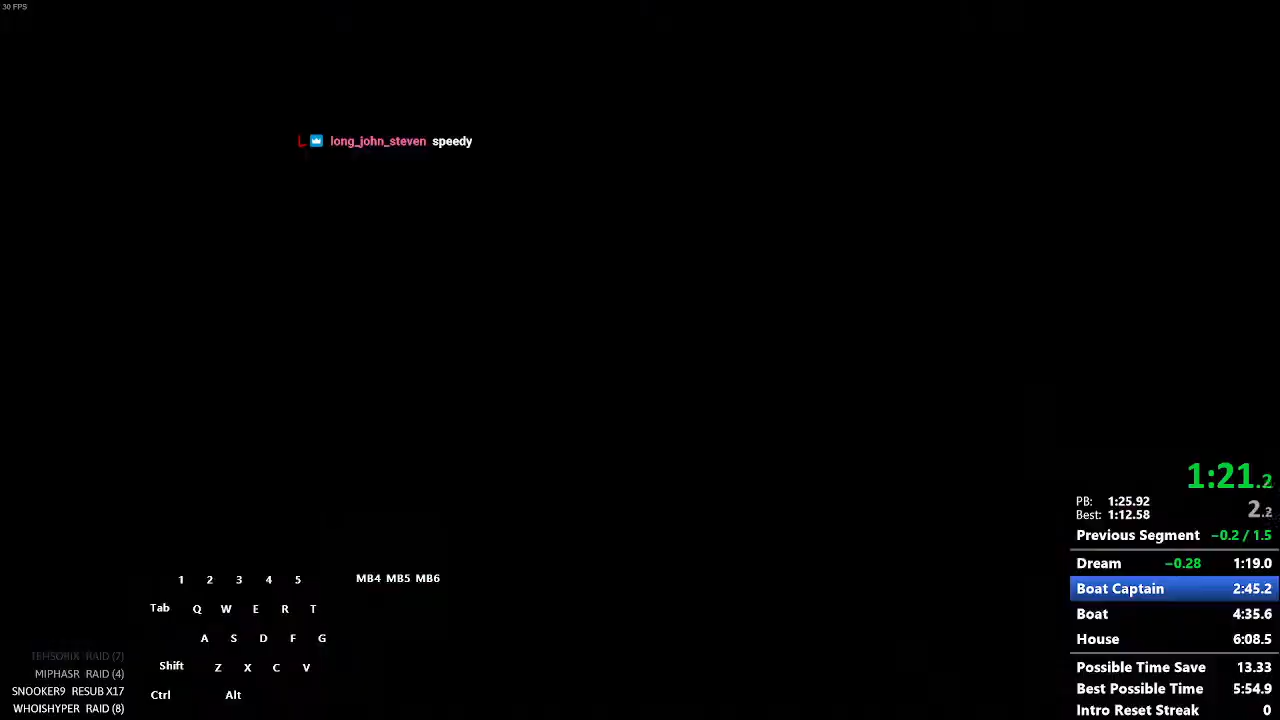 30 FPS
L long_john_steven speedy
1:21.2
PB: 1:25.92
2.2
Best: 1:12.58
Previous Segment −0.2 / 1.5
Dream −0.28 1:19.0
Boat Captain 2:45.2
Boat 4:35.6
House 6:08.5
Possible Time Save 13.33
Best Possible Time 5:54.9
Intro Reset Streak 0
1 2 3 4 5 MB4 MB5 MB6
Tab Q W E R T
A S D F G
Shift Z X C V
Ctrl Alt
TEHSONIX RAID (7)
MIPHASR RAID (4)
SNOOKER9 RESUB X17
WHOISHYPER RAID (8)